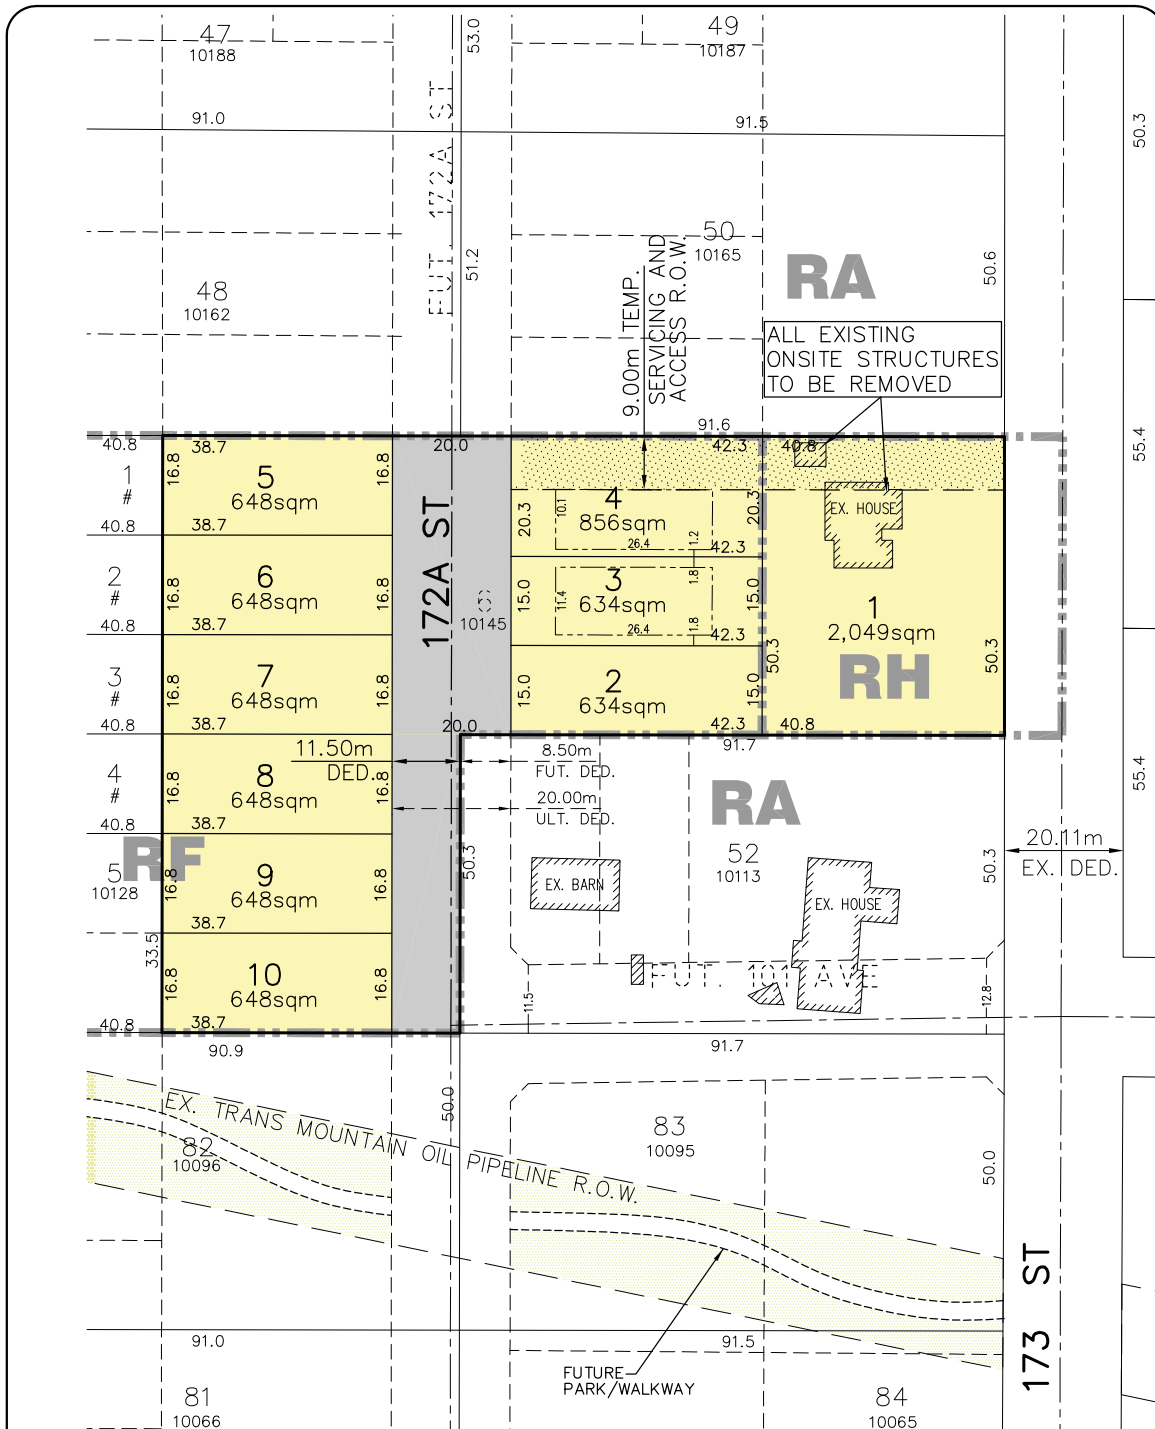 47
10188
53.0
49
10187
91.0
91.5
50.3
FUT. 172A ST
50
10165
51.2
50.6
RA
48
10162
9.00m TEMP.
SERVICING AND
ACCESS R.O.W.
ALL EXISTING
ONSITE STRUCTURES
TO BE REMOVED
91.6
40.8
38.7
20.0
42.3
40.8
55.4
1
#
16.8
5
648sqm
16.8
172A ST
20.3
10.1
4
856sqm
26.4
1.2
20.3
EX. HOUSE
40.8
38.7
42.3
2
#
16.8
6
648sqm
16.8
6
10145
15.0
11.4
3
634sqm
26.4
1.8
1.8
15.0
1
2,049sqm
40.8
38.7
42.3
50.3
50.3
RH
3
#
16.8
7
648sqm
16.8
15.0
2
634sqm
15.0
40.8
38.7
20.0
42.3
40.8
91.7
11.50m
DED.
8.50m
FUT. DED.
20.00m
ULT. DED.
4
#
16.8
8
648sqm
16.8
RA
55.4
40.8
38.7
20.11m
EX. DED.
RF
5
10128
16.8
9
648sqm
16.8
50.3
EX. BARN
52
10113
EX. HOUSE
50.3
38.7
33.5
16.8
10
648sqm
16.8
11.5
FUT. 101 AVE
12.8
40.8
38.7
90.9
91.7
50.0
EX. TRANS MOUNTAIN OIL PIPELINE R.O.W.
82
10096
83
10095
50.0
173 ST
91.0
91.5
FUTURE
PARK/WALKWAY
81
10066
84
10065